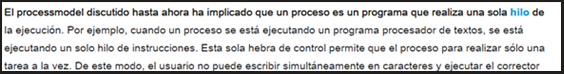 El processmodel discutido hasta ahora ha implicado que un proceso es un programa que realiza una sola hilo de
la ejecución. Por ejemplo, cuando un proceso se está ejecutando un programa procesador de textos, se está
ejecutando un solo hilo de instrucciones. Esta sola hebra de control permite que el proceso para realizar sólo una
tarea a la vez. De este modo, el usuario no puede escribir simultáneamente en caracteres y ejecutar el corrector